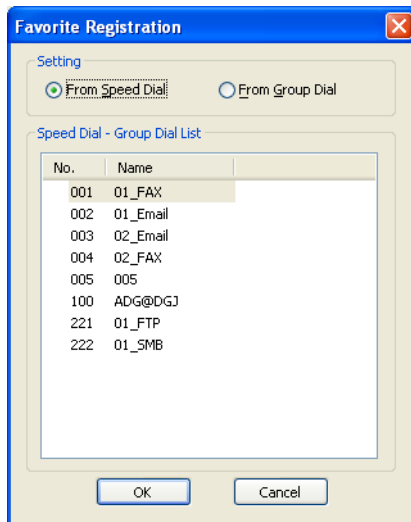 Favorite Registration
Setting
From Speed Dial From Group Dial
Speed Dial - Group Dial List
No. Name
001 01_FAX
002 01_Email
003 02_Email
004 02_FAX
005 005
100 ADG@DGJ
221 01_FTP
222 01_SMB
OK Cancel